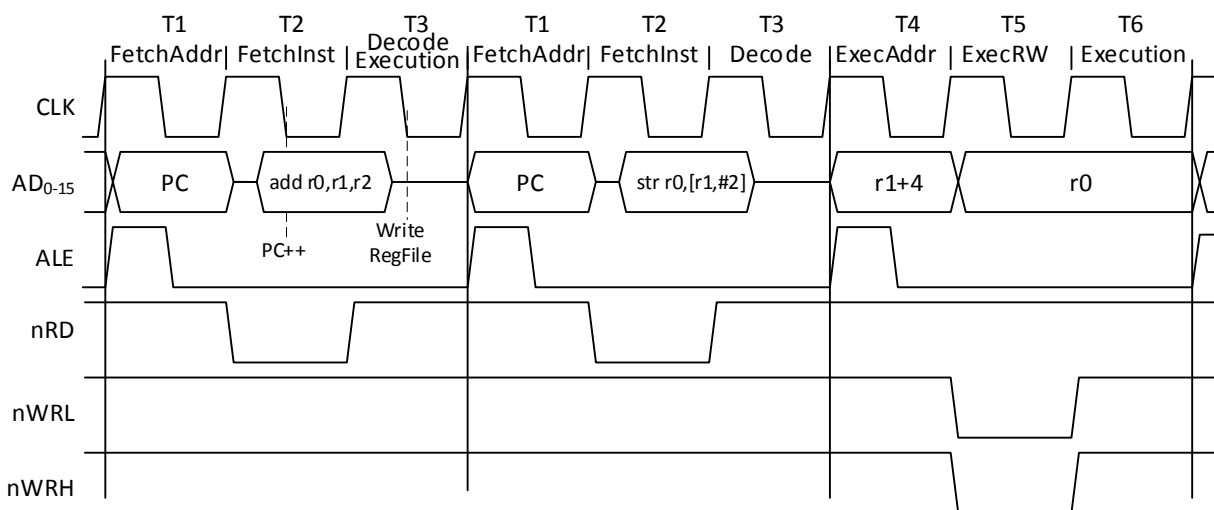 T1 T2 T3 T1 T2 T3 T4 T5 T6
FetchAddr FetchInst Decode Execution FetchAddr FetchInst Decode ExecAddr ExecRW Execution
CLK
AD0-15 PC add r0,r1,r2 PC str r0,[r1,#2] r1+4 r0
PC++ Write RegFile
ALE
nRD
nWRL
nWRH